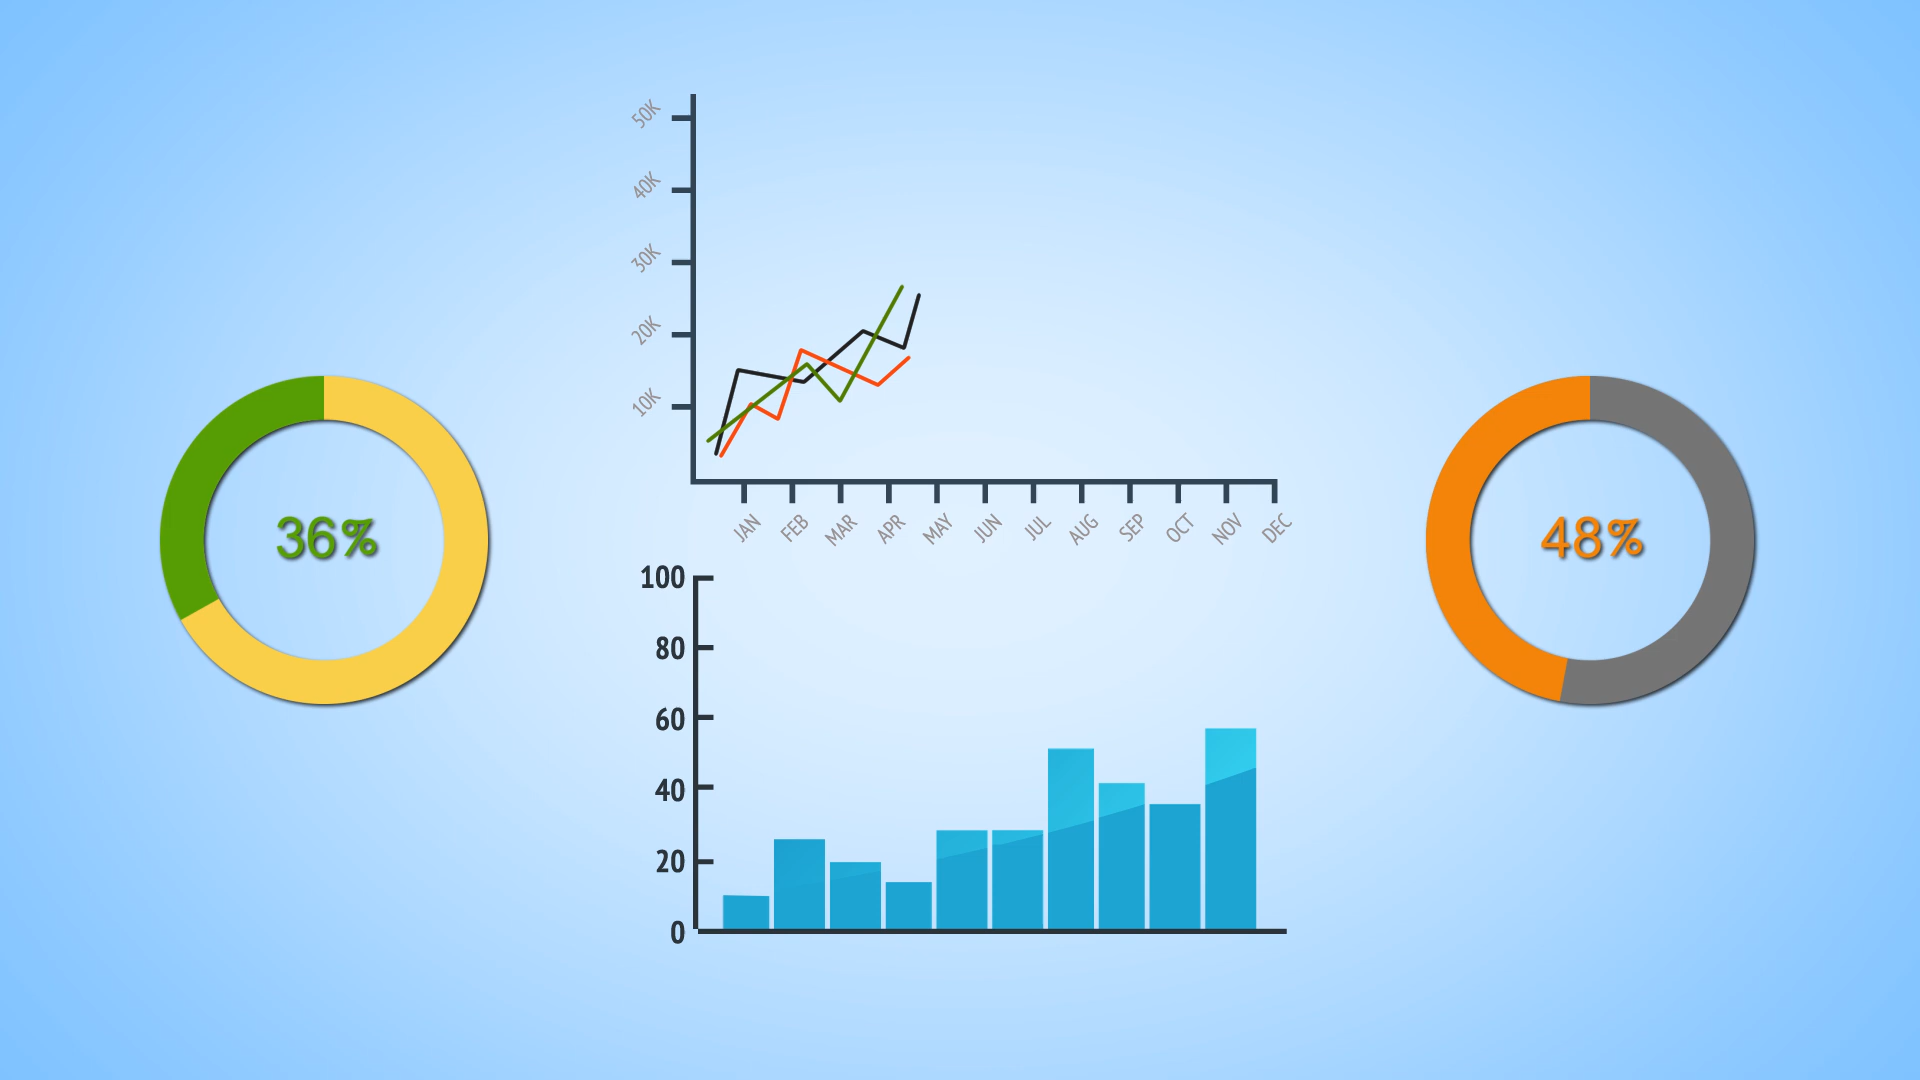 50K
40K
30K
20K
10K
JAN FEB MAR APR MAY JUN JUL AUG SEP OCT NOV DEC
36%
48%
100
80
60
40
20
0